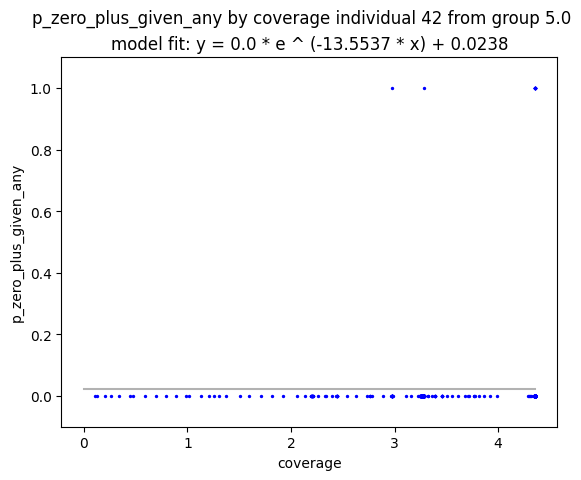 p_zero_plus_given_any by coverage individual 42 from group 5.0
model fit: y = 0.0 * e ^ (-13.5537 * x) + 0.0238
1.0
0.8
0.6
0.4
0.2
0.0
p_zero_plus_given_any
0 1 2 3 4
coverage